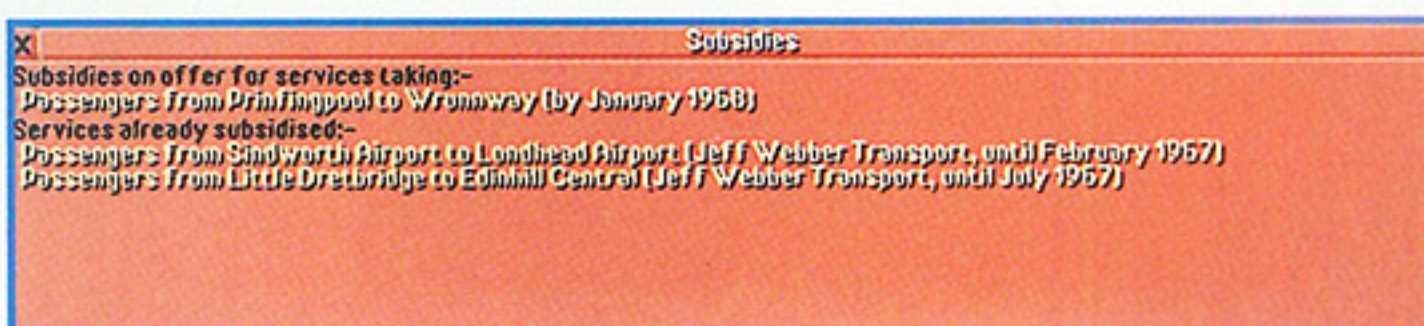 X Subsidies
Subsidies on offer for services taking:-
Passengers from Prinfingpool to Wrunnway (by January 1968)
Services already subsidised:-
Passengers from Sindworth Airport to Londhead Airport (Jeff Webber Transport, until February 1967)
Passengers from Little Dretbridge to Edinhill Central (Jeff Webber Transport, until July 1967)